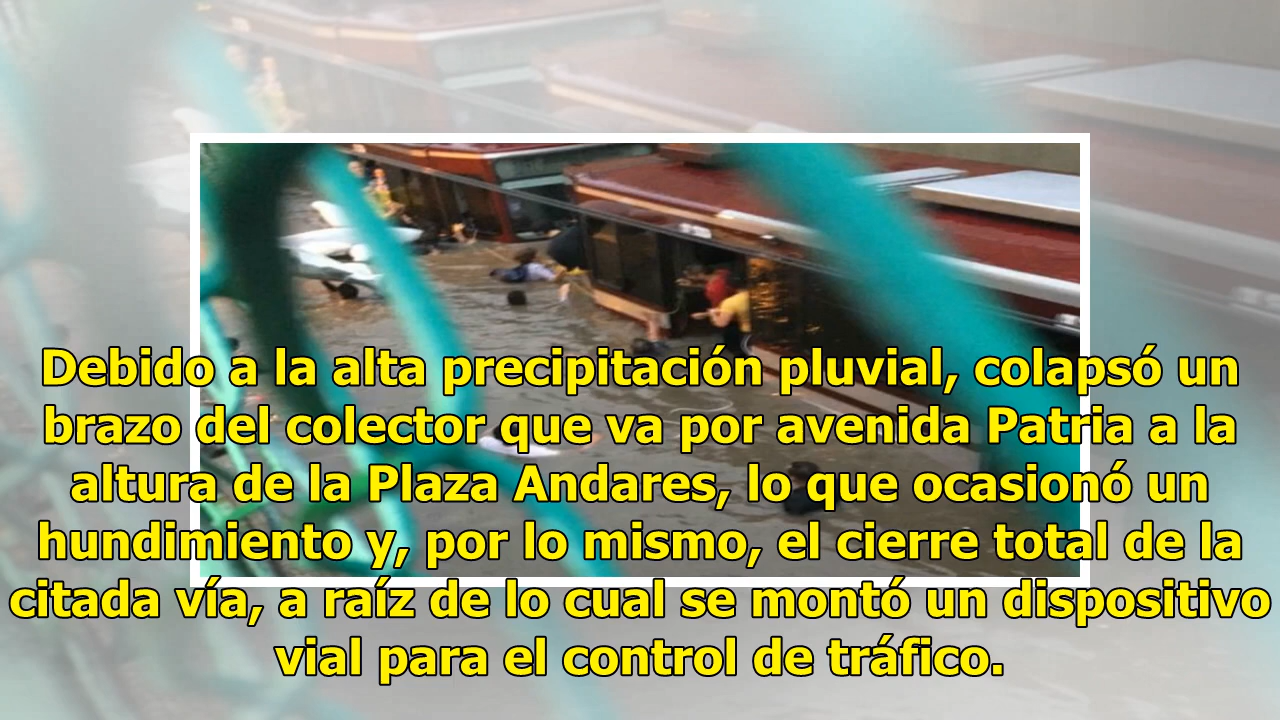 Debido a la alta precipitación pluvial, colapsó un
brazo del colector que va por avenida Patria a la
altura de la Plaza Andares, lo que ocasionó un
hundimiento y, por lo mismo, el cierre total de la
citada vía, a raíz de lo cual se montó un dispositivo
vial para el control de tráfico.